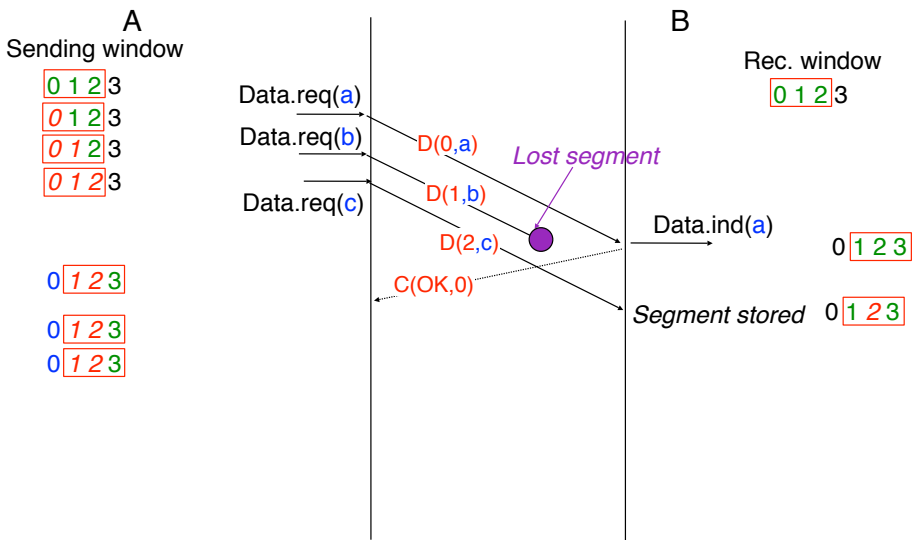 A
B
Sending window
Rec. window
0 1 2 3
0 1 2 3
0 1 2 3
0 1 2 3
0 1 2 3
Data.req(a)
Data.req(b)
Data.req(c)
D(0,a)
Lost segment
D(1,b)
D(2,c)
Data.ind(a)
0 1 2 3
0 1 2 3
C(OK,0)
Segment stored
0 1 2 3
0 1 2 3
0 1 2 3